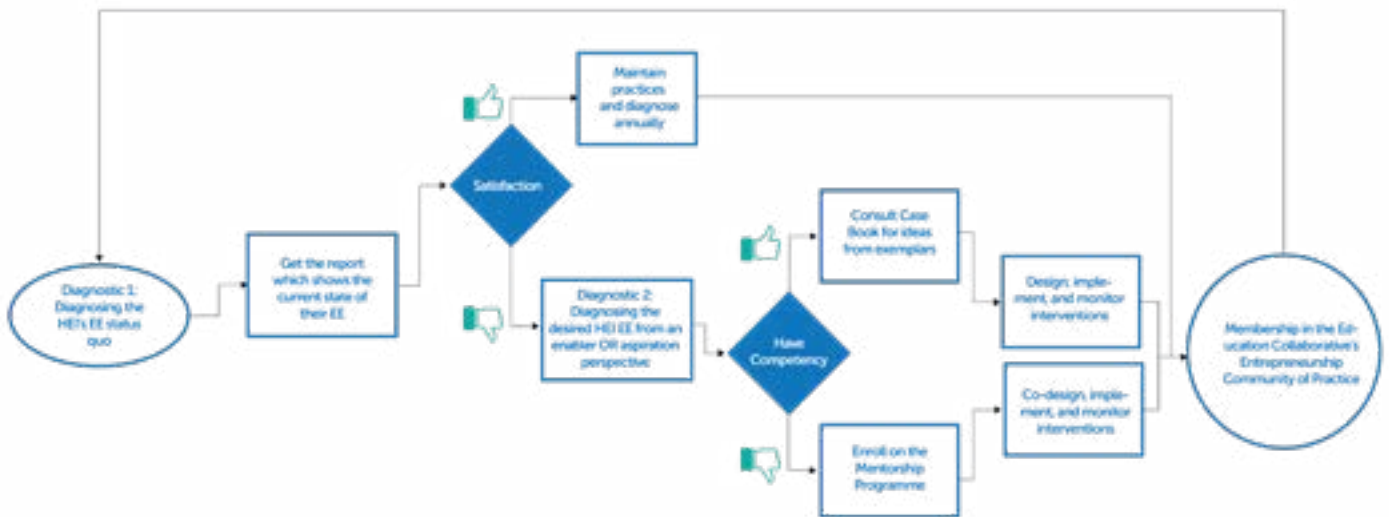 Maintain
practices
and diagnose
annually
Satisfaction
Consult Case
Book for ideas
from exemplars
Get the report
which shows the
current state of
their EE
Diagnostic 1:
Diagnosing the
HEI's EE status
quo
Diagnostic 2:
Diagnosing the
desired HEI EE from an
enabler OR aspiration
perspective
Have
Competency
Design, imple-
ment, and monitor
interventions
Membership in the Ed-
ucation Collaborative's
Entrepreneurship
Community of Practice
Co-design, imple-
ment, and monitor
interventions
Enroll on the
Mentorship
Programme